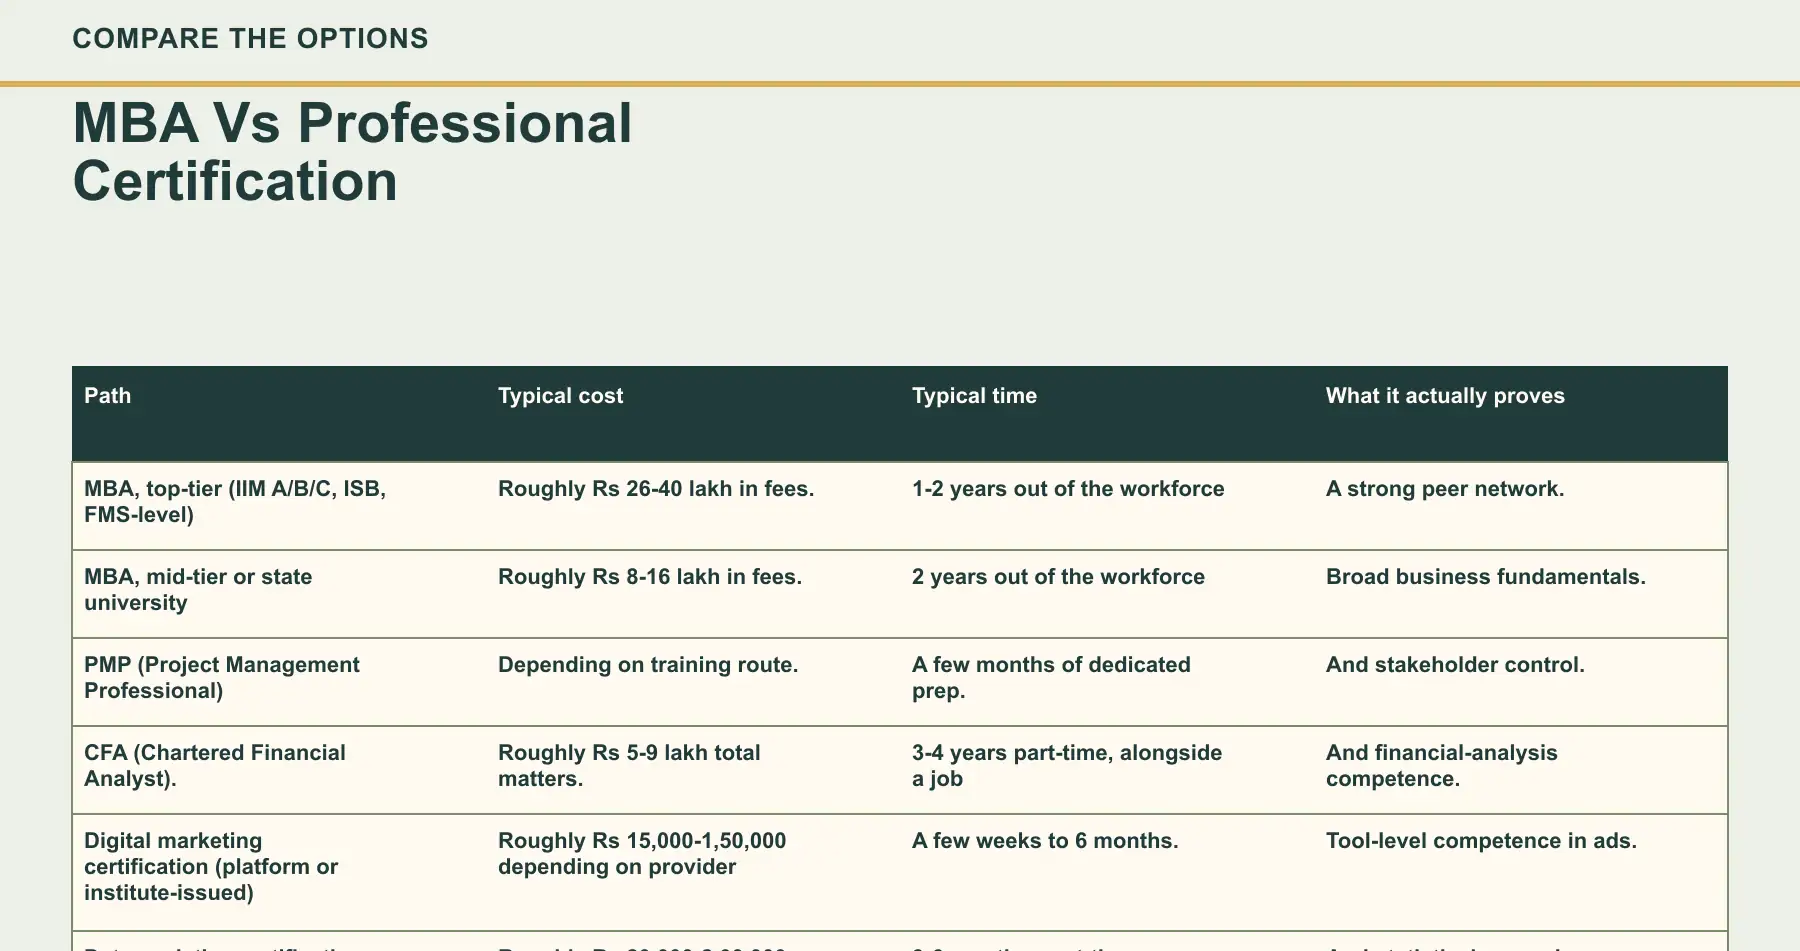 COMPARE THE OPTIONS
MBA Vs Professional
Certification
Path Typical cost Typical time What it actually proves
MBA, top-tier (IIM A/B/C, ISB, Roughly Rs 26-40 lakh in fees. 1-2 years out of the workforce A strong peer network.
FMS-level)
MBA, mid-tier or state Roughly Rs 8-16 lakh in fees. 2 years out of the workforce Broad business fundamentals.
university
PMP (Project Management Depending on training route. A few months of dedicated And stakeholder control.
Professional) prep.
CFA (Chartered Financial Roughly Rs 5-9 lakh total 3-4 years part-time, alongside And financial-analysis
Analyst). matters. a job competence.
Digital marketing Roughly Rs 15,000-1,50,000 A few weeks to 6 months. Tool-level competence in ads.
certification (platform or depending on provider
institute-issued)